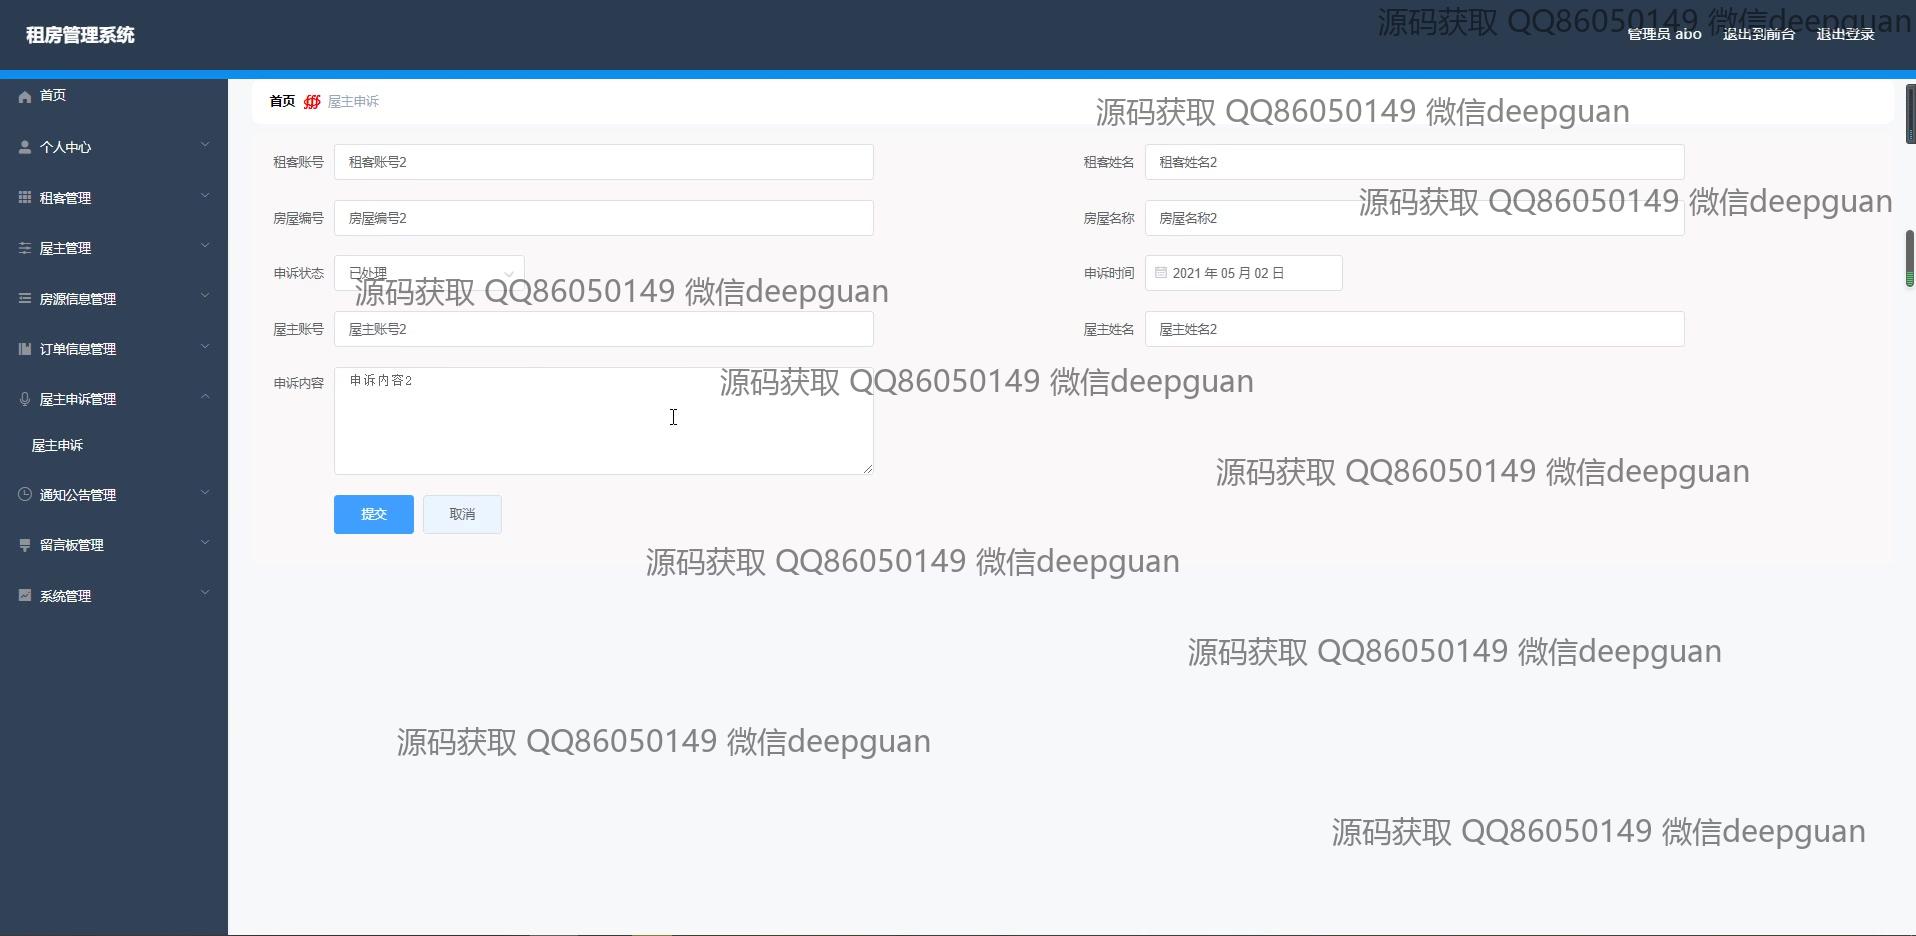 租房管理系统
源码获取 QQ86050149 微信deepguan
管理员 abo 退出到前台 退出登录
首页
首页 屋主申诉
源码获取 QQ86050149 微信deepguan
个人中心
租客账号 租客账号2 租客姓名 租客姓名2
租客管理
源码获取 QQ86050149 微信deepguan
房屋编号 房屋编号2 房屋名称 房屋名称2
屋主管理
申诉状态 已处理 申诉时间 2021 年 05 月 02 日
源码获取 QQ86050149 微信deepguan
房源信息管理
屋主账号 屋主账号2 屋主姓名 屋主姓名2
订单信息管理
申诉内容 申诉内容2
源码获取 QQ86050149 微信deepguan
屋主申诉管理
屋主申诉
源码获取 QQ86050149 微信deepguan
通知公告管理
提交 取消
留言板管理
源码获取 QQ86050149 微信deepguan
系统管理
源码获取 QQ86050149 微信deepguan
源码获取 QQ86050149 微信deepguan
源码获取 QQ86050149 微信deepguan